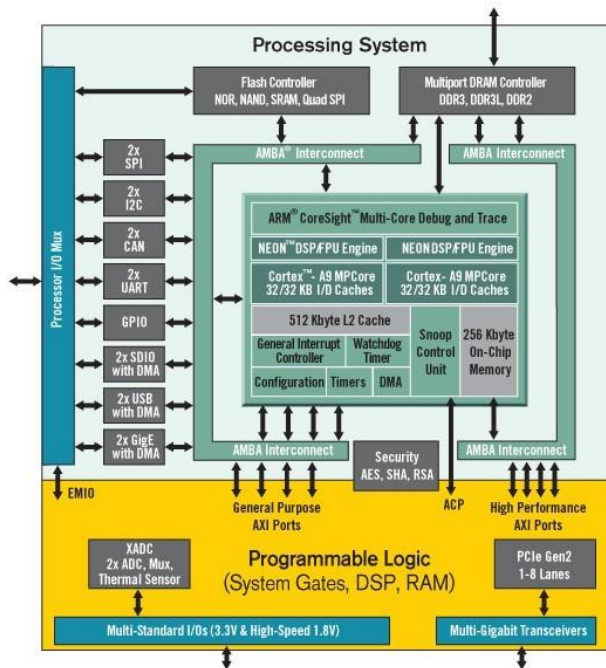 Processing System
Flash Controller
NOR, NAND, SRAM, Quad SPI
Multiport DRAM Controller
DDR3, DDR3L, DDR2
AMBA® Interconnect
AMBA Interconnect
Processor I/O Mux
2x
SPI
2x
I2C
2x
CAN
2x
UART
GPIO
2x SDIO
with DMA
2x USB
with DMA
2x GigE
with DMA
ARM® CoreSight™ Multi-Core Debug and Trace
NEON™ DSP/FPU Engine
NEON DSP/FPU Engine
Cortex™- A9 MPCore
32/32 KB I/D Caches
Cortex- A9 MPCore
32/32 KB I/D Caches
512 Kbyte L2 Cache
General Interrupt
Controller
Watchdog
Timer
Configuration
Timers
DMA
Snoop
Control
Unit
256 Kbyte
On-Chip
Memory
AMBA Interconnect
Security
AES, SHA, RSA
AMBA Interconnect
EMIO
General Purpose
AXI Ports
ACP
High Performance
AXI Ports
XADC
2x ADC, Mux,
Thermal Sensor
Programmable Logic
(System Gates, DSP, RAM)
PCIe Gen2
1-8 Lanes
Multi-Standard I/Os (3.3V & High-Speed 1.8V)
Multi-Gigabit Transceivers